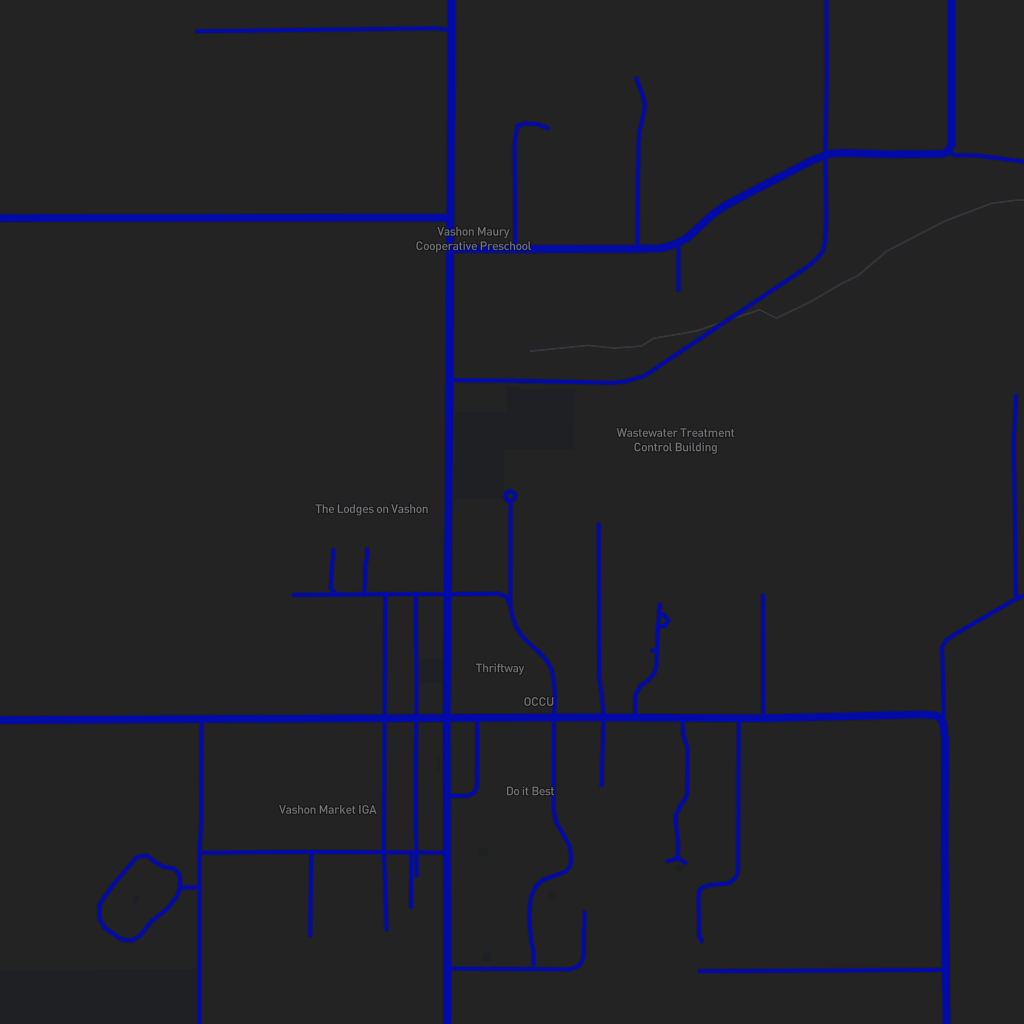 Vashon Maury
Cooperative Preschool
Wastewater Treatment
Control Building
The Lodges on Vashon
Thriftway
OCCU
Do it Best
Vashon Market IGA